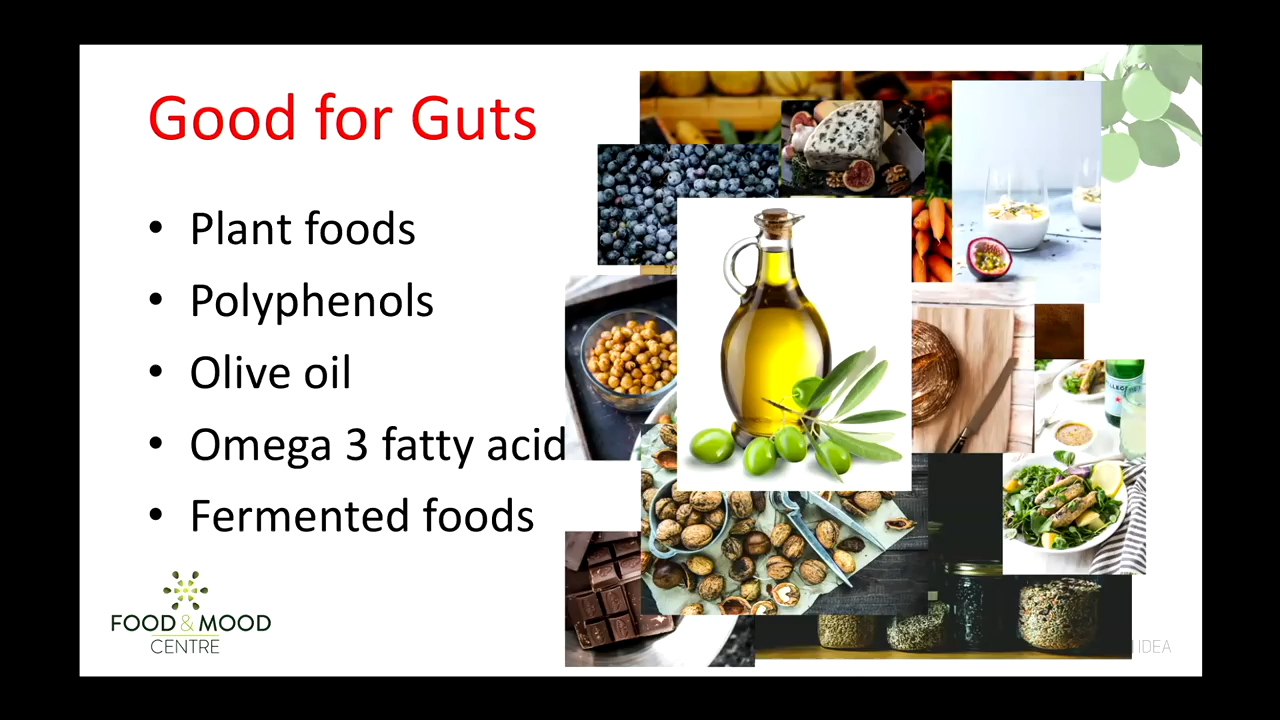 Good for Guts
• Plant foods
• Polyphenols
• Olive oil
• Omega 3 fatty acid
• Fermented foods
FOOD & MOOD
CENTRE
IDEA